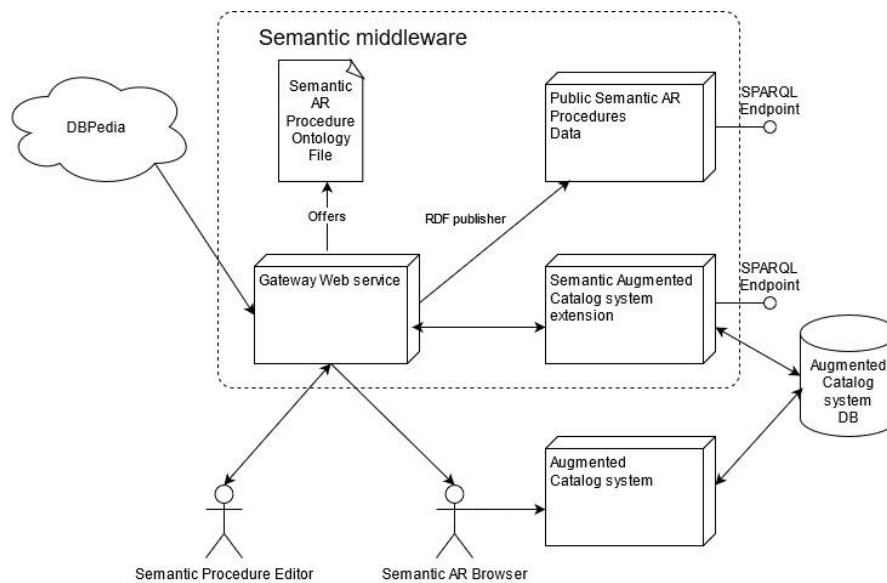 Semantic middleware
DBPedia
Semantic
AR
Procedure
Ontology
File
Public Semantic AR
Procedures
Data
SPARQL
Endpoint
Offers
RDF publisher
Gateway Web service
Semantic Augmented
Catalog system
extension
SPARQL
Endpoint
Augmented
Catalog
system
DB
Augmented
Catalog system
Semantic Procedure Editor
Semantic AR Browser